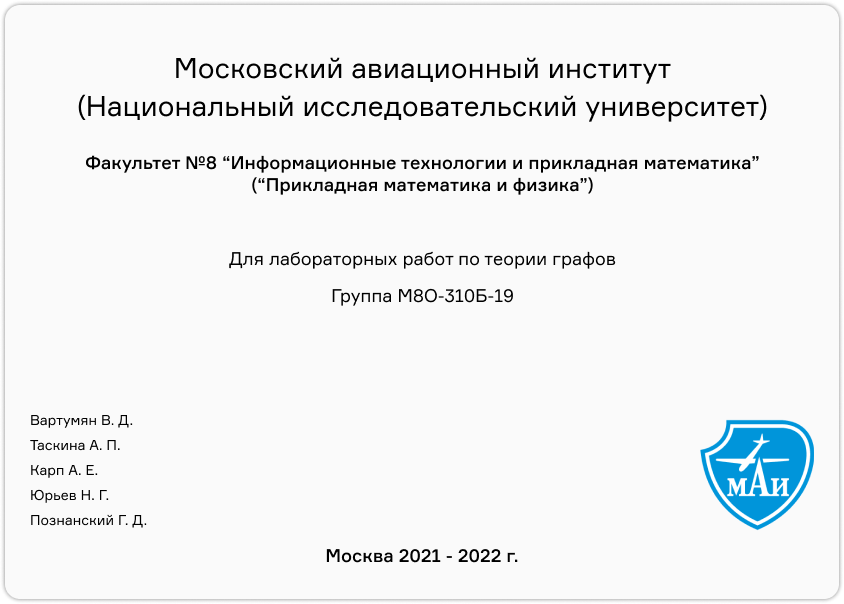 Московский авиационный институт
(Национальный исследовательский университет)
Факультет №8 “Информационные технологии и прикладная математика”
(“Прикладная математика и физика”)
Для лабораторных работ по теории графов
Группа М8О-310Б-19
Вартумян В. Д.
Таскина А. П.
Карп А. Е.
Юрьев Н. Г.
Познанский Г. Д.
МАИ
Москва 2021 - 2022 г.